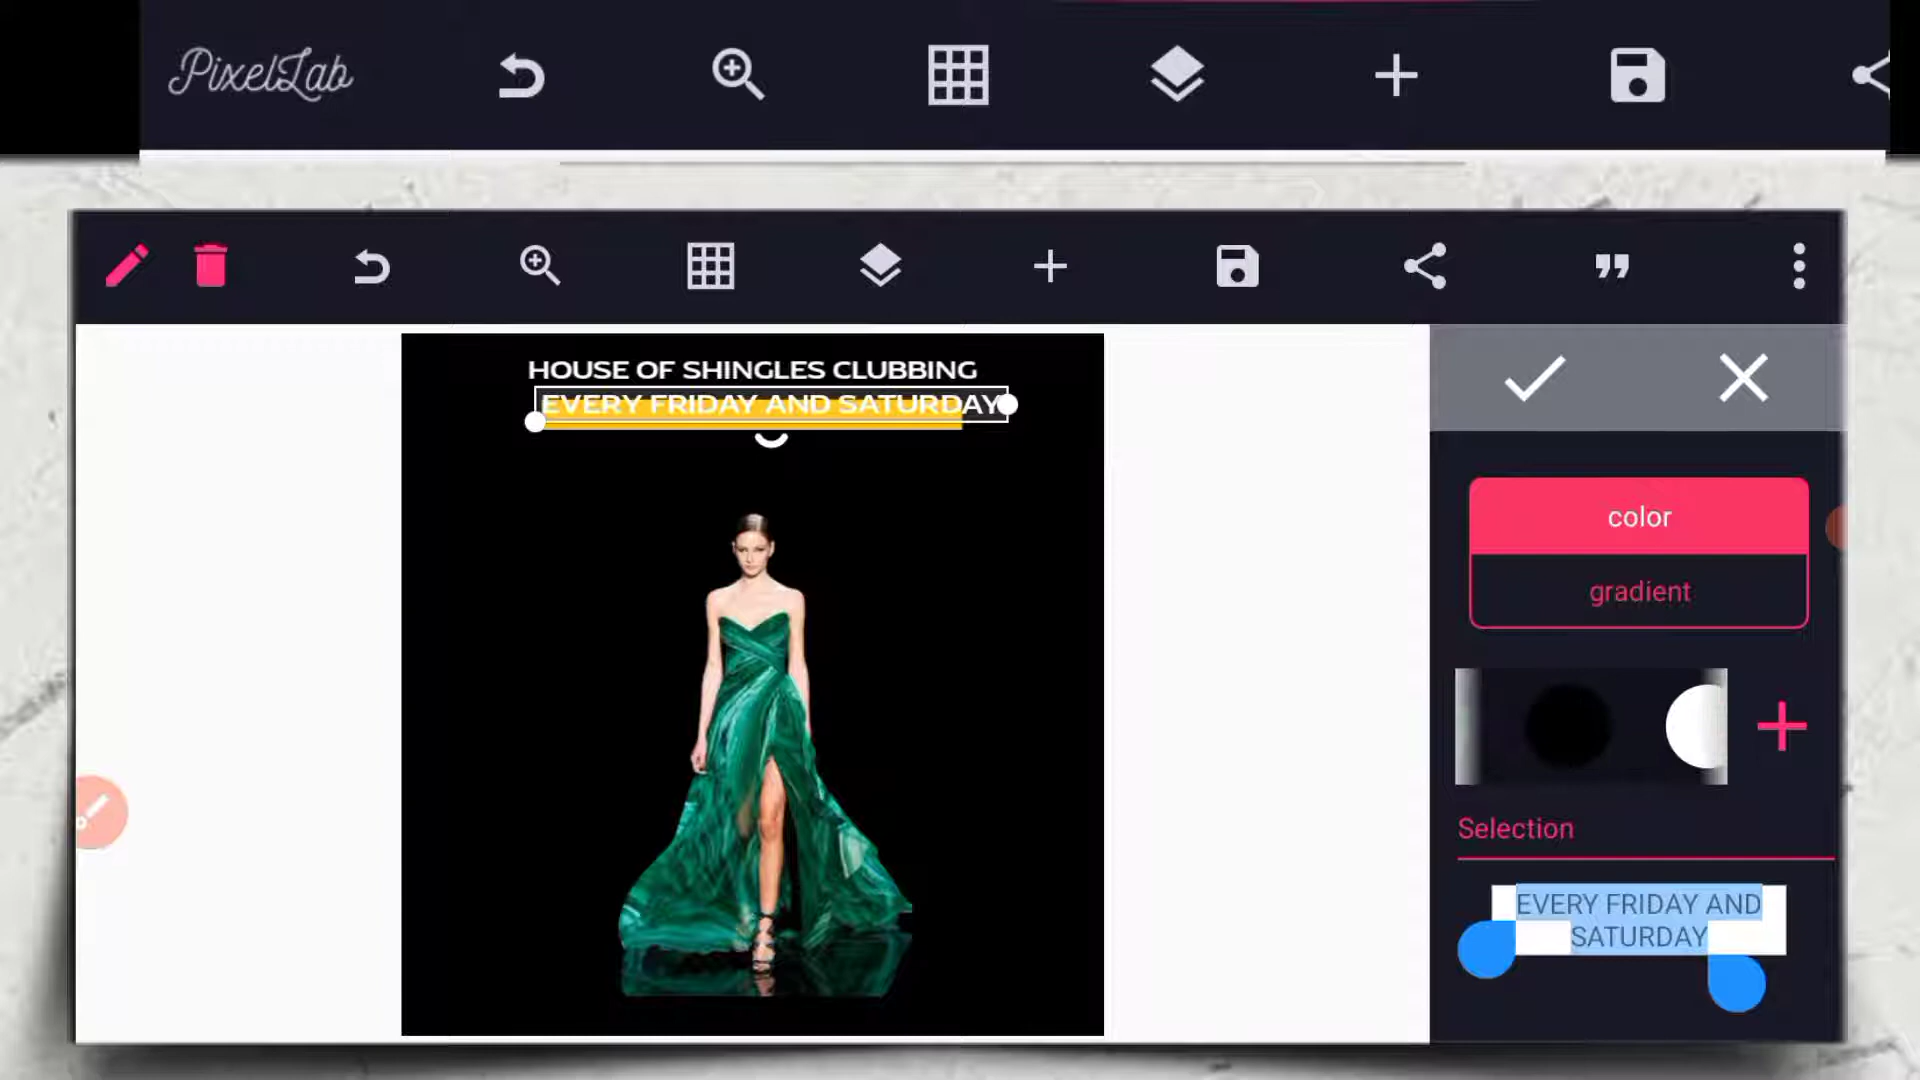 PixelLab
HOUSE OF SHINGLES CLUBBING
EVERY FRIDAY AND SATURDAY
color
gradient
Selection
EVERY FRIDAY AND
SATURDAY